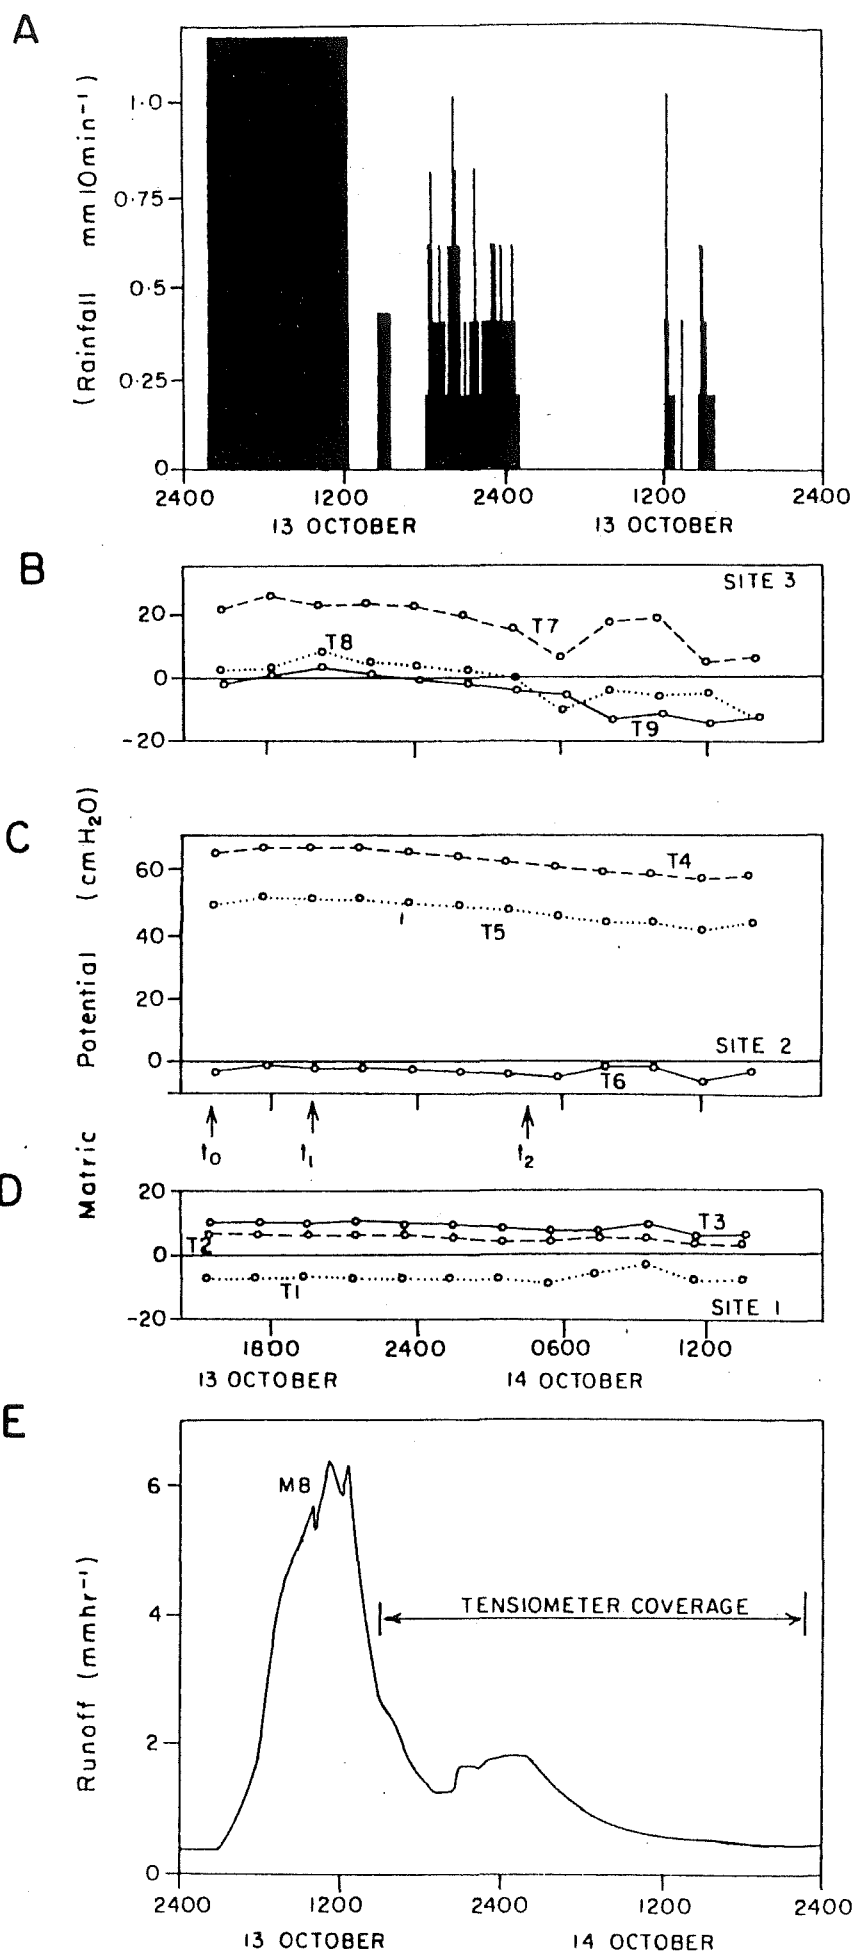 A
(Rainfall mm 10min⁻¹)
1·0
0·75
0·5
0·25
0
2400 1200 2400 1200 2400
13 OCTOBER 13 OCTOBER
B
SITE 3
20
0
-20
T7
T8
T9
C
Matric Potential (cmH₂O)
60
40
20
0
T4
T5
SITE 2
T6
t₀ t₁ t₂
D
20
0
-20
T3
T2
T1
SITE 1
1800 2400 0600 1200
13 OCTOBER 14 OCTOBER
E
Runoff (mmhr⁻¹)
6
4
2
0
M8
TENSIOMETER COVERAGE
2400 1200 2400 1200 2400
13 OCTOBER 14 OCTOBER